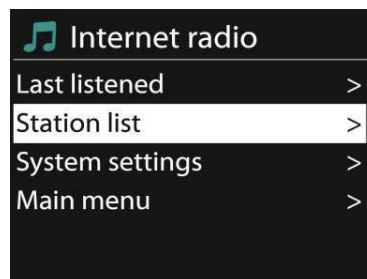 Internet radio
Last listened >
Station list >
System settings >
Main menu >